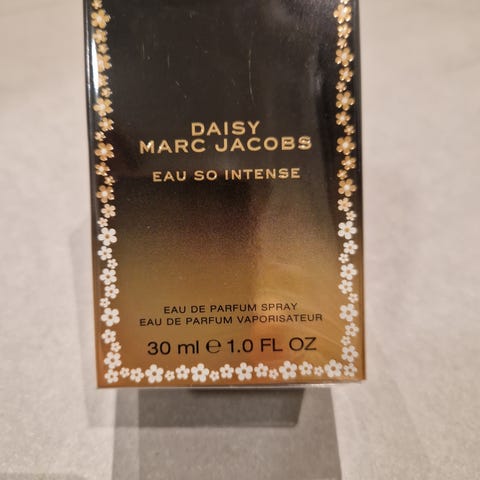 DAISY
MARC JACOBS
EAU SO INTENSE
EAU DE PARFUM SPRAY
EAU DE PARFUM VAPORISATEUR
30 ml ℮ 1.0 FL OZ